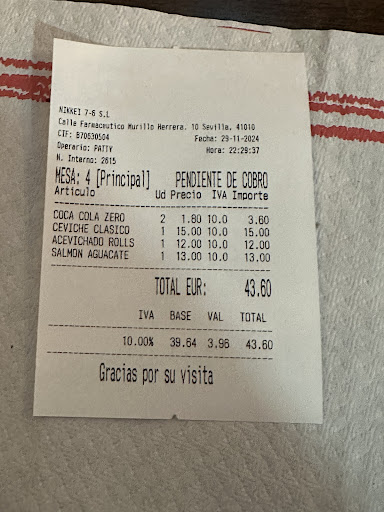 NIKKEI 7-6 S.L
Calla Farmaceutico Murillo Herrera, 10 Sevilla, 41010
CIF: B70630504 Fecha: 29-11-2024
Operario: PATTY Hora: 22:29:37
N. Interno: 2615
MESA: 4 [Principal] PENDIENTE DE COBRO
Articulo Ud Precio IVA Importe
COCA COLA ZERO 2 1.80 10.0 3.60
CEVICHE CLASICO 1 15.00 10.0 15.00
ACEVICHADO ROLLS 1 12.00 10.0 12.00
SALMON AGUACATE 1 13.00 10.0 13.00
TOTAL EUR: 43.60
IVA BASE VAL TOTAL
10.00% 39.64 3.96 43.60
Gracias por su visita